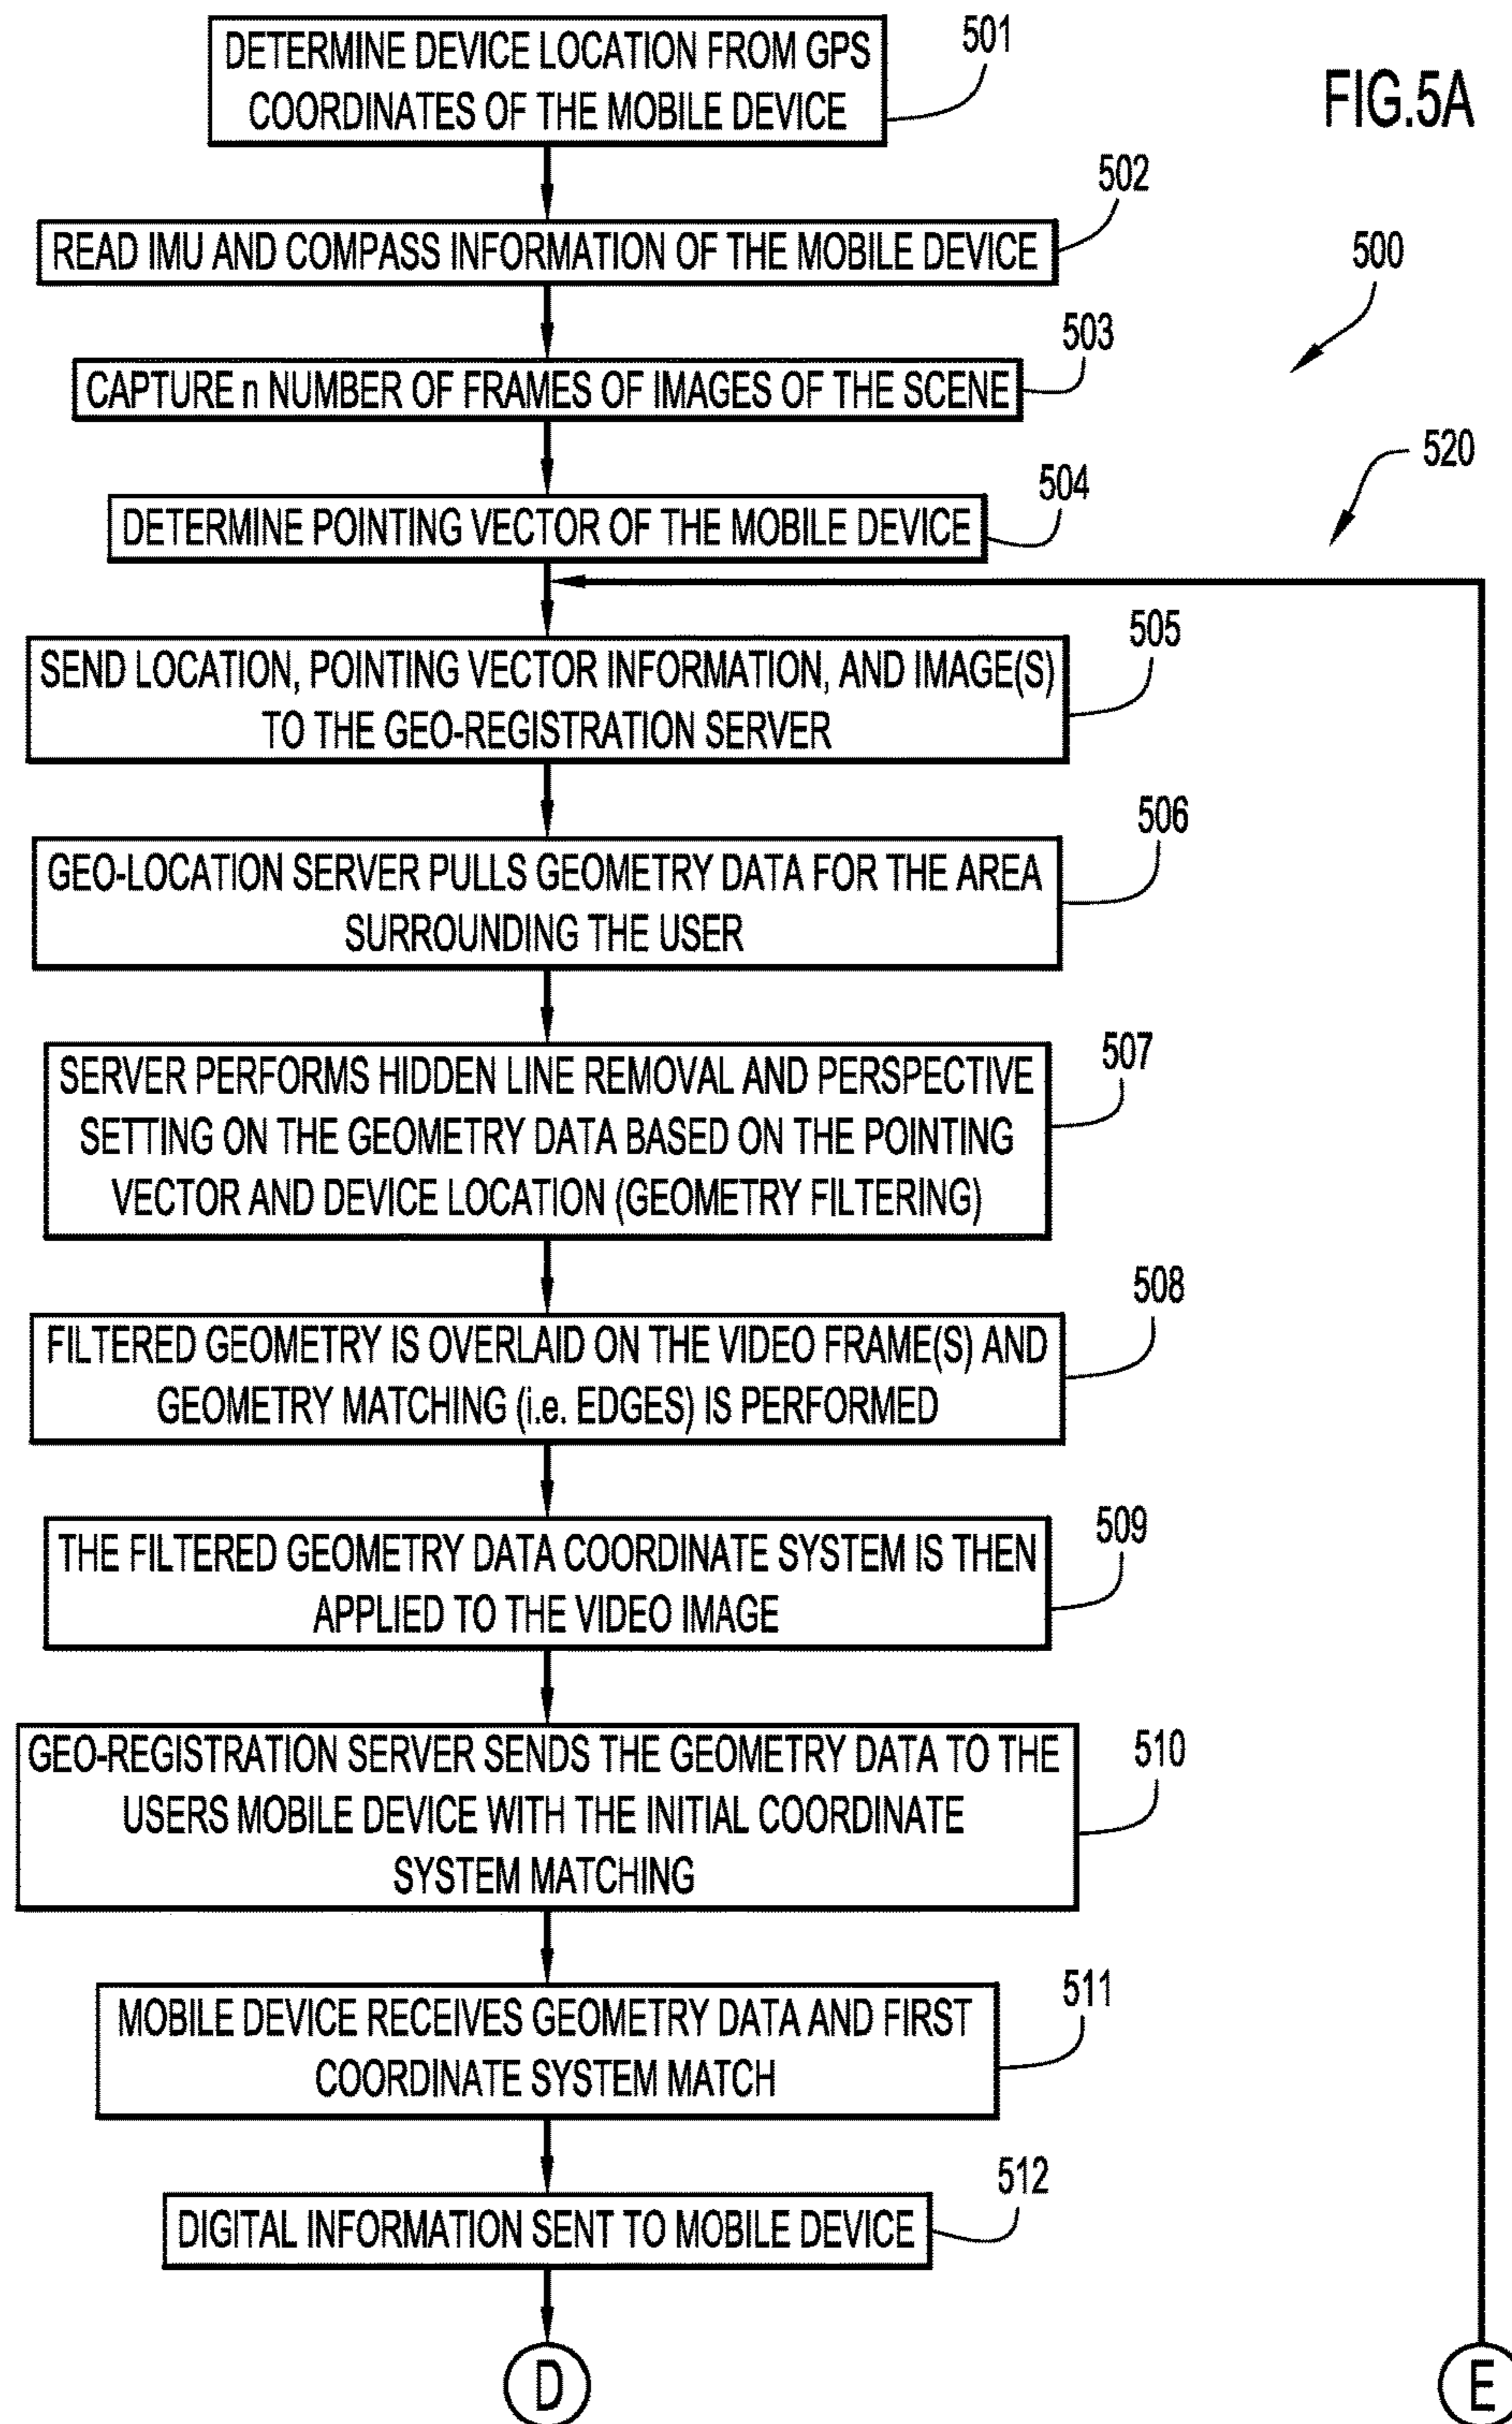 DETERMINE DEVICE LOCATION FROM GPS
COORDINATES OF THE MOBILE DEVICE
501
FIG.5A
502
READ IMU AND COMPASS INFORMATION OF THE MOBILE DEVICE
500
503
CAPTURE n NUMBER OF FRAMES OF IMAGES OF THE SCENE
520
504
DETERMINE POINTING VECTOR OF THE MOBILE DEVICE
505
SEND LOCATION, POINTING VECTOR INFORMATION, AND IMAGE(S)
TO THE GEO-REGISTRATION SERVER
506
GEO-LOCATION SERVER PULLS GEOMETRY DATA FOR THE AREA
SURROUNDING THE USER
507
SERVER PERFORMS HIDDEN LINE REMOVAL AND PERSPECTIVE
SETTING ON THE GEOMETRY DATA BASED ON THE POINTING
VECTOR AND DEVICE LOCATION (GEOMETRY FILTERING)
508
FILTERED GEOMETRY IS OVERLAID ON THE VIDEO FRAME(S) AND
GEOMETRY MATCHING (i.e. EDGES) IS PERFORMED
509
THE FILTERED GEOMETRY DATA COORDINATE SYSTEM IS THEN
APPLIED TO THE VIDEO IMAGE
510
GEO-REGISTRATION SERVER SENDS THE GEOMETRY DATA TO THE
USERS MOBILE DEVICE WITH THE INITIAL COORDINATE
SYSTEM MATCHING
511
MOBILE DEVICE RECEIVES GEOMETRY DATA AND FIRST
COORDINATE SYSTEM MATCH
512
DIGITAL INFORMATION SENT TO MOBILE DEVICE
D
E